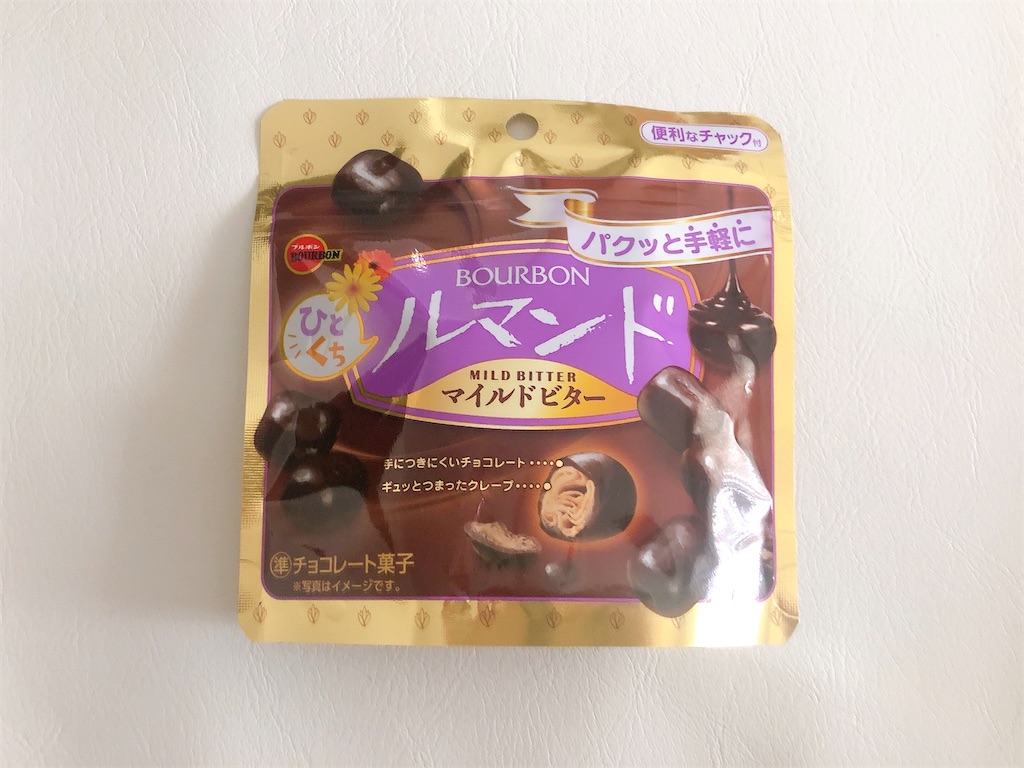 便利なチャック付
パクッと手軽に
ブルボン
BOURBON
BOURBON
ひとくち
ルマンド
MILD BITTER
マイルドビター
手につきにくいチョコレート‥‥
ギュッとつまったクレープ‥‥
準チョコレート菓子
※写真はイメージです。